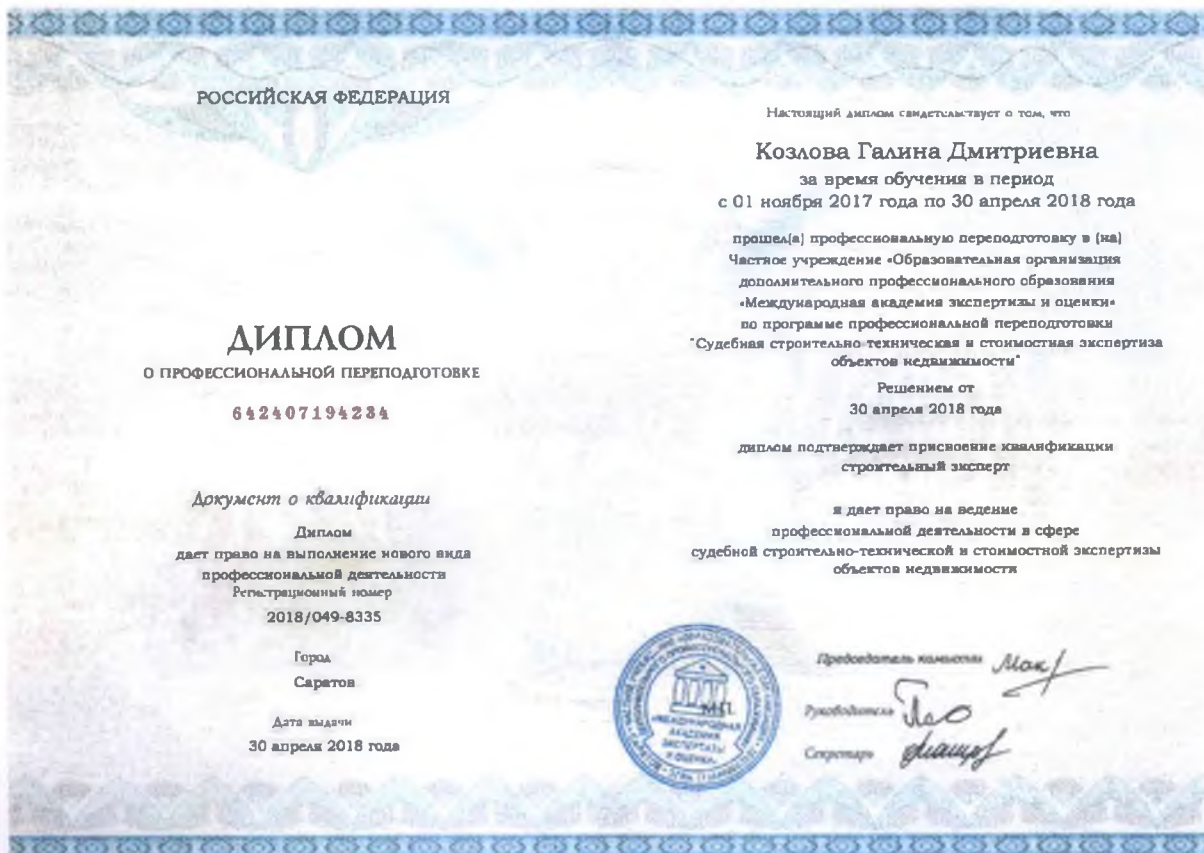 РОССИЙСКАЯ ФЕДЕРАЦИЯ
ДИПЛОМ
О ПРОФЕССИОНАЛЬНОЙ ПЕРЕПОДГОТОВКЕ
642407194234
Документ о квалификации
Диплом
дает право на выполнение нового вида
профессиональной деятельности
Регистрационный номер
2018/049-8335
Город
Саратов
Дата выдачи
30 апреля 2018 года
Настоящий диплом свидетельствует о том, что
Козлова Галина Дмитриевна
за время обучения в период
с 01 ноября 2017 года по 30 апреля 2018 года
прошел(а) профессиональную переподготовку в (на)
Частное учреждение «Образовательная организация
дополнительного профессионального образования
«Международная академия экспертизы и оценки»
по программе профессиональной переподготовки
"Судебная строительно-техническая и стоимостная экспертиза
объектов недвижимости"
Решением от
30 апреля 2018 года
диплом подтверждает присвоение квалификации
строительный эксперт
и дает право на ведение
профессиональной деятельности в сфере
судебной строительно-технической и стоимостной экспертизы
объектов недвижимости
Председатель комиссии
Руководитель
Секретарь
М.П.
«МЕЖДУНАРОДНАЯ
АКАДЕМИЯ
ЭКСПЕРТИЗЫ
И ОЦЕНКИ»